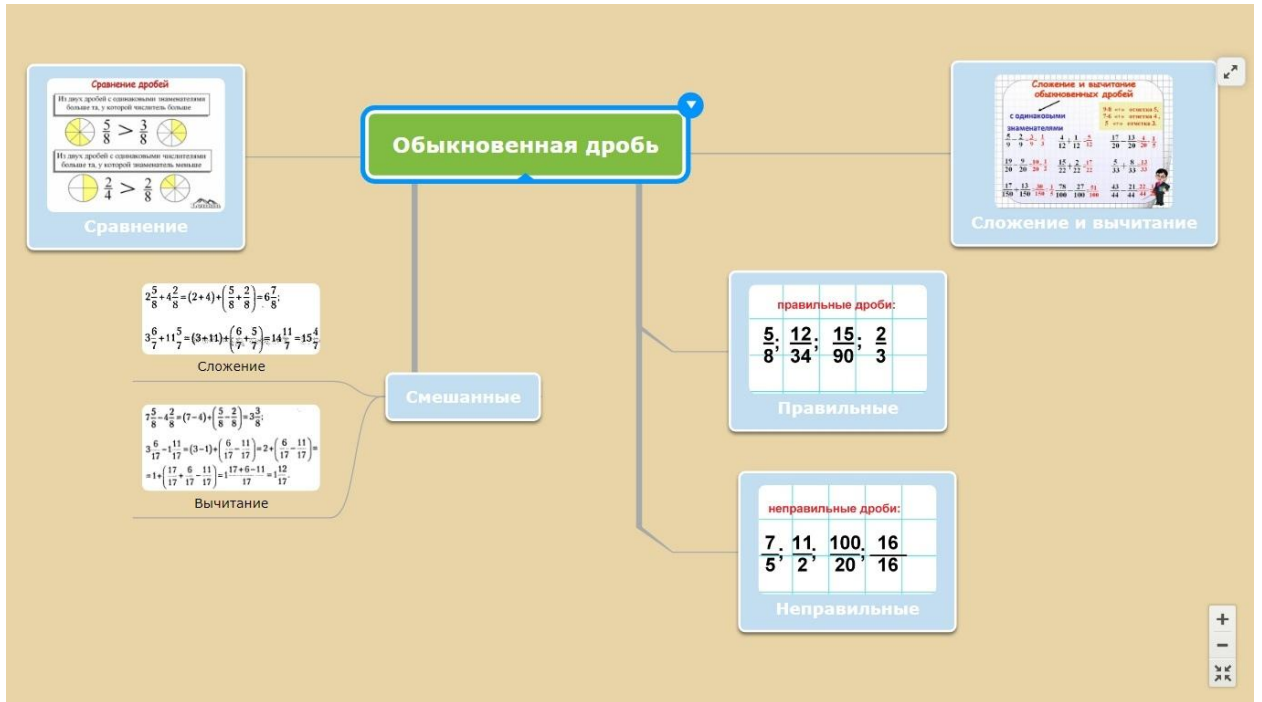 Сравнение дробей
Из двух дробей с одинаковыми знаменателями
больше та, у которой числитель больше
5/8 > 3/8
Из двух дробей с одинаковыми числителями
больше та, у которой знаменатель меньше
2/4 > 2/8
Сравнение
Обыкновенная дробь
Сложение и вычитание
обыкновенных дробей
с одинаковыми
знаменателями
Сложение и вычитание
2 5/8 + 4 2/8 = (2+4) + (5/8 + 2/8) = 6 7/8;
3 6/7 + 11 5/7 = (3+11) + (6/7 + 5/7) = 14 11/7 = 15 4/7
Сложение
7 5/8 − 4 2/8 = (7−4) + (5/8 − 2/8) = 3 3/8;
3 6/17 − 1 11/17 = (3−1) + (6/17 − 11/17) = 2 + (6/17 − 11/17) =
= 1 + (17/17 + 6/17 − 11/17) = 1 17+6−11/17 = 1 12/17.
Вычитание
Смешанные
правильные дроби:
5/8; 12/34; 15/90; 2/3
Правильные
неправильные дроби:
7/5; 11/2; 100/20; 16/16
Неправильные